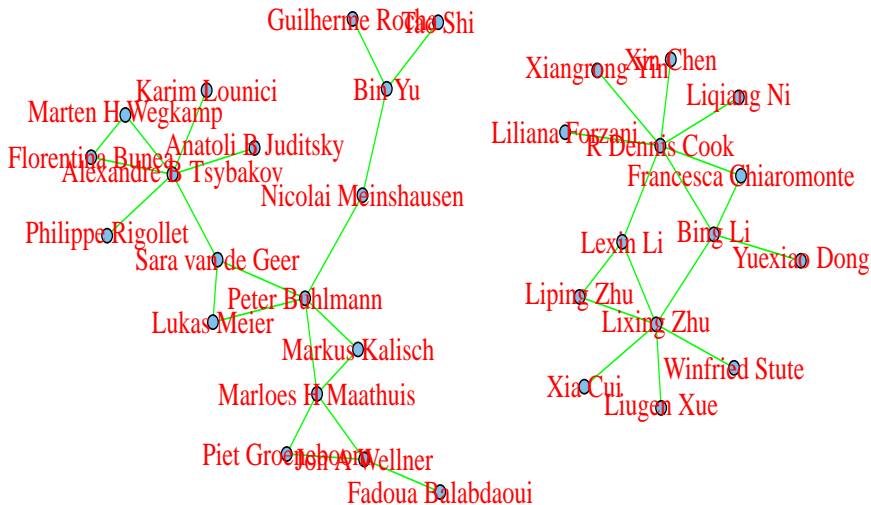 Guilherme Rocha
Tao Shi
Karim Lounici
Bin Yu
Marten H Wegkamp
Anatoli B Juditsky
Florentina Bunea
Alexandre B Tsybakov
Nicolai Meinshausen
Philippe Rigollet
Sara van de Geer
Peter Buhlmann
Lukas Meier
Markus Kalisch
Marloes H Maathuis
Piet Groeneboom
Jon A Wellner
Fadoua Balabdaoui
Xiangrong Yin
Xin Chen
Liqiang Ni
Liliana Forzani
R Dennis Cook
Francesca Chiaromonte
Lexin Li
Bing Li
Yuexiao Dong
Liping Zhu
Lixing Zhu
Winfried Stute
Xia Cui
Liugen Xue